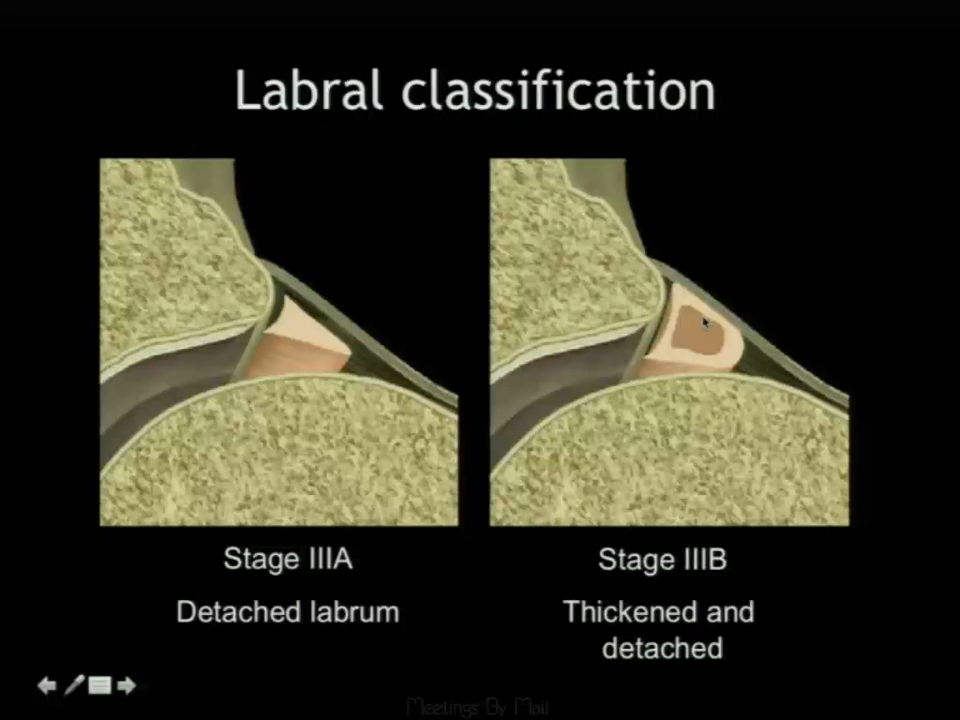 Labral classification
Stage IIIA
Detached labrum
Stage IIIB
Thickened and
detached
Meetings By Mail